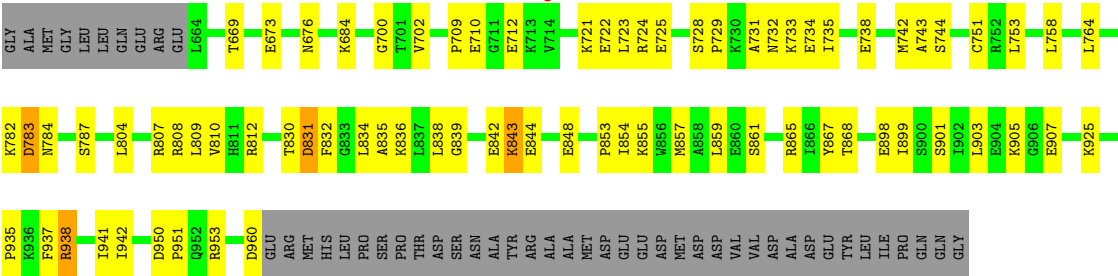 GLY ALA MET GLY LEU LEU GLN GLU ARG GLU L664 T669 E673 N676 K684 G700 T701 V702 P709 E710 G711 E712 K713 V714 K721 E722 L723 R724 E725 S728 P729 K730 A731 N732 K733 E734 I735 E738 M742 A743 S744 C751 R752 L753 L758 L764
K782 D783 N784 S787 L804 R807 R808 L809 V810 H811 R812 T830 D831 F832 G833 L834 A835 K836 L837 L838 G839 E842 K843 E844 E848 P853 I854 K855 W856 M857 A858 L859 E860 S861 R865 I866 Y867 T868 E898 I899 S900 S901 I902 L903 E904 K905 G906 E907 K925
P935 K936 F937 R938 I941 I942 D950 P951 Q952 R953 D960 GLU ARG MET HIS LEU PRO SER PRO THR ASP SER ASN ALA TYR ARG ALA ALA MET ASP GLU GLU ASP MET ASP ASP VAL VAL ASP ALA ASP GLU TYR LEU ILE PRO GLN GLN GLY